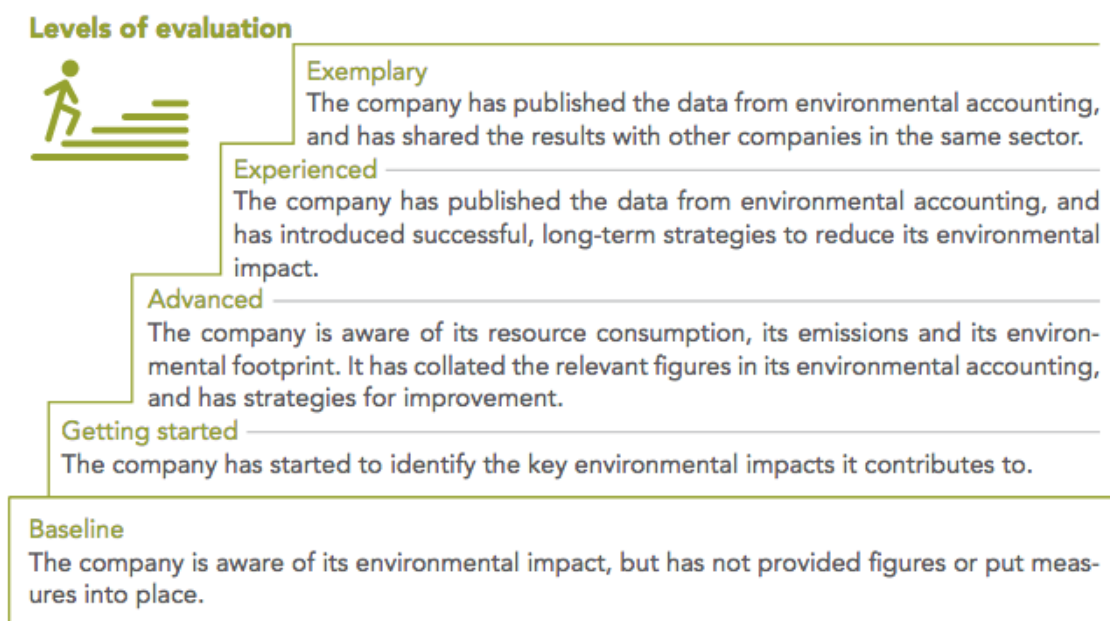 Levels of evaluation
Exemplary
The company has published the data from environmental accounting,
and has shared the results with other companies in the same sector.
Experienced
The company has published the data from environmental accounting, and
has introduced successful, long-term strategies to reduce its environmental
impact.
Advanced
The company is aware of its resource consumption, its emissions and its environ-
mental footprint. It has collated the relevant figures in its environmental accounting,
and has strategies for improvement.
Getting started
The company has started to identify the key environmental impacts it contributes to.
Baseline
The company is aware of its environmental impact, but has not provided figures or put meas-
ures into place.